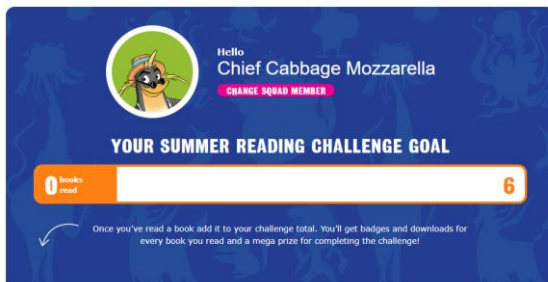 Hello
Chief Cabbage Mozzarella
CHANGE SQUAD MEMBER
YOUR SUMMER READING CHALLENGE GOAL
0 books read
6
Once you've read a book add it to your challenge total. You'll get badges and downloads for
every book you read and a mega prize for completing the challenge!